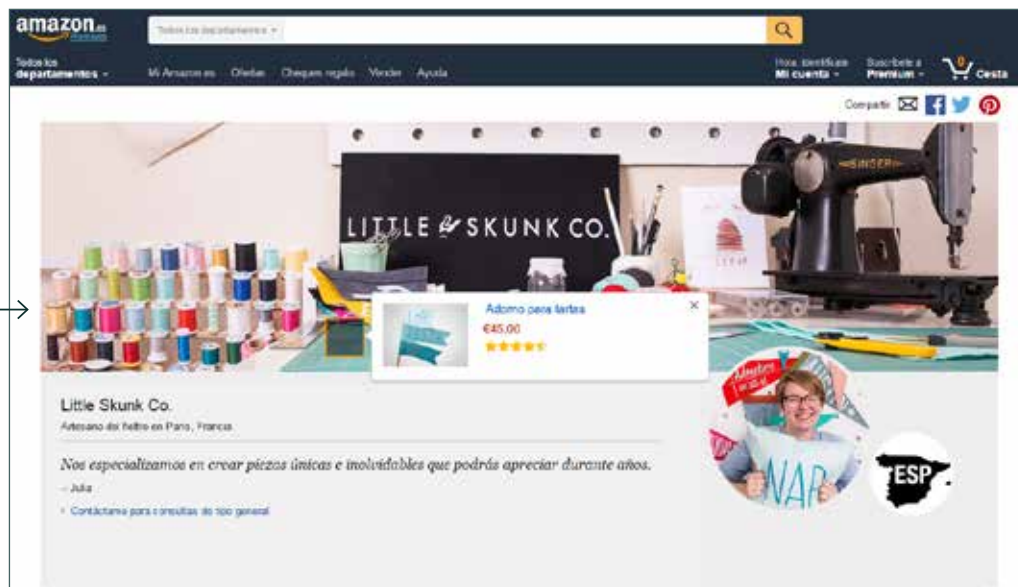 amazon.es
Premium
Todos los departamentos
Todos los
departamentos
Mi Amazon.es Ofertas Cheques regalo Vender Ayuda
Hola. Identifícate
Mi cuenta
Suscríbete a
Premium
0
Cesta
Compartir
SINGER
LITTLE SKUNK CO.
Adorno para tartas
€45,00
Little Skunk Co.
Artesano del fieltro en Paris, Francia
Nos especializamos en crear piezas únicas e inolvidables que podrás apreciar durante años.
– Julia
Contáctame para consultas de tipo general
NAP
ESP